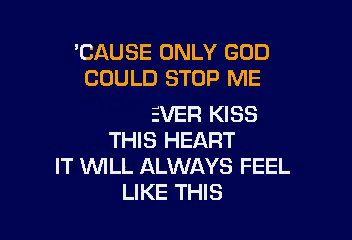 'CAUSE ONLY GOD
COULD STOP ME
EVER KISS
THIS HEART
IT WILL ALWAYS FEEL
LIKE THIS